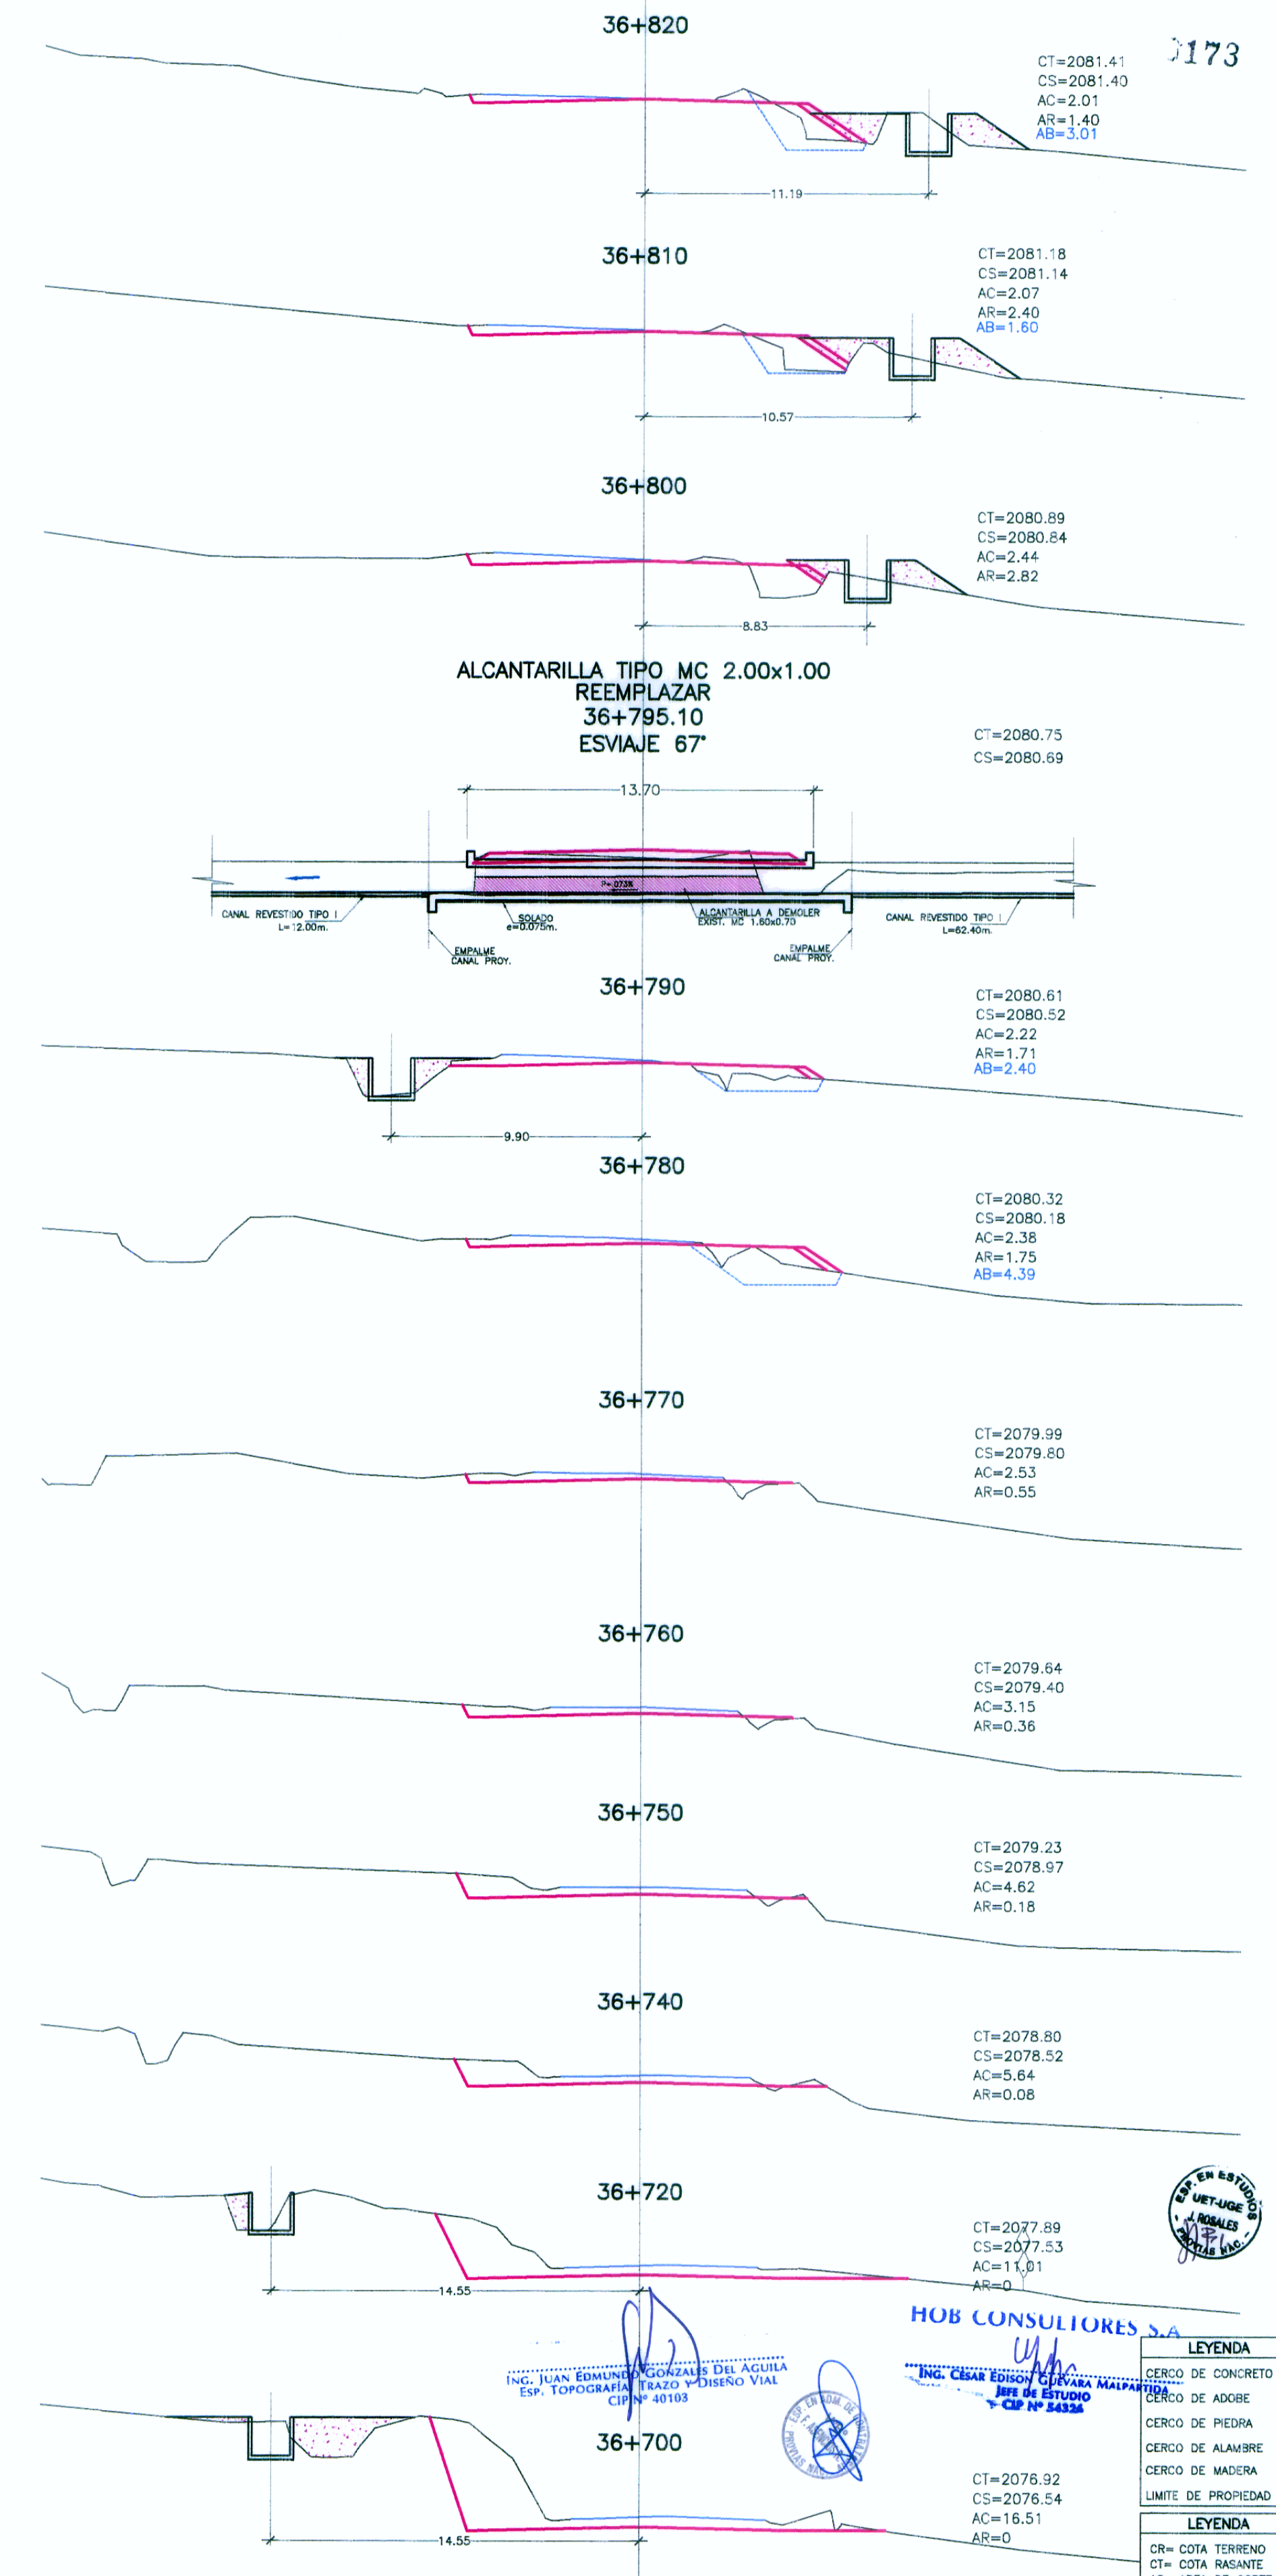 36+820
0173
CT=2081.41
CS=2081.40
AC=2.01
AR=1.40
AB=3.01
11.19
36+810
CT=2081.18
CS=2081.14
AC=2.07
AR=2.40
AB=1.60
10.57
36+800
CT=2080.89
CS=2080.84
AC=2.44
AR=2.82
8.83
ALCANTARILLA TIPO MC 2.00x1.00
REEMPLAZAR
36+795.10
ESVIAJE 67°
CT=2080.75
CS=2080.69
13.70
CANAL REVESTIDO TIPO I
L=12.00m.
SOLADO
e=0.075m.
ALCANTARILLA A DEMOLER
EXIST. MC 1.60x0.70
CANAL REVESTIDO TIPO I
L=62.40m.
EMPALME
CANAL PROY.
EMPALME
CANAL PROY.
36+790
CT=2080.61
CS=2080.52
AC=2.22
AR=1.71
AB=2.40
9.90
36+780
CT=2080.32
CS=2080.18
AC=2.38
AR=1.75
AB=4.39
36+770
CT=2079.99
CS=2079.80
AC=2.53
AR=0.55
36+760
CT=2079.64
CS=2079.40
AC=3.15
AR=0.36
36+750
CT=2079.23
CS=2078.97
AC=4.62
AR=0.18
36+740
CT=2078.80
CS=2078.52
AC=5.64
AR=0.08
36+720
ESP. EN ESTUDIOS
UET-UGE
J. ROSALES
PROVIAS NAC.
CT=2077.89
CS=2077.53
AC=11.01
AR=0
14.55
HOB CONSULTORES S.A
ING. JUAN EDMUNDO GONZALES DEL AGUILA
ESP. TOPOGRAFÍA, TRAZO Y DISEÑO VIAL
CIP Nº 40103
ING. CÉSAR EDISON GUEVARA MALPARTIDA
JEFE DE ESTUDIO
CIP Nº 54326
LEYENDA
CERCO DE CONCRETO
CERCO DE ADOBE
CERCO DE PIEDRA
CERCO DE ALAMBRE
CERCO DE MADERA
LIMITE DE PROPIEDAD
36+700
CT=2076.92
CS=2076.54
AC=16.51
AR=0
14.55
LEYENDA
CR= COTA TERRENO
CT= COTA RASANTE